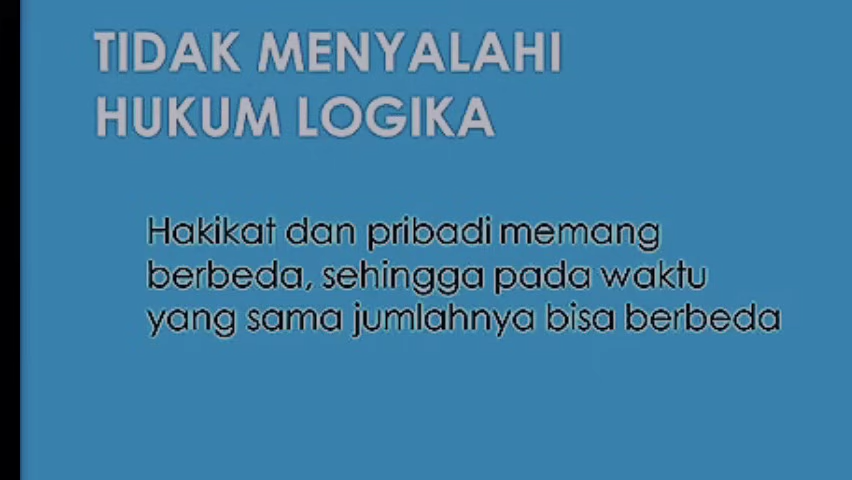 TIDAK MENYALAHI
HUKUM LOGIKA
Hakikat dan pribadi memang
berbeda, sehingga pada waktu
yang sama jumlahnya bisa berbeda